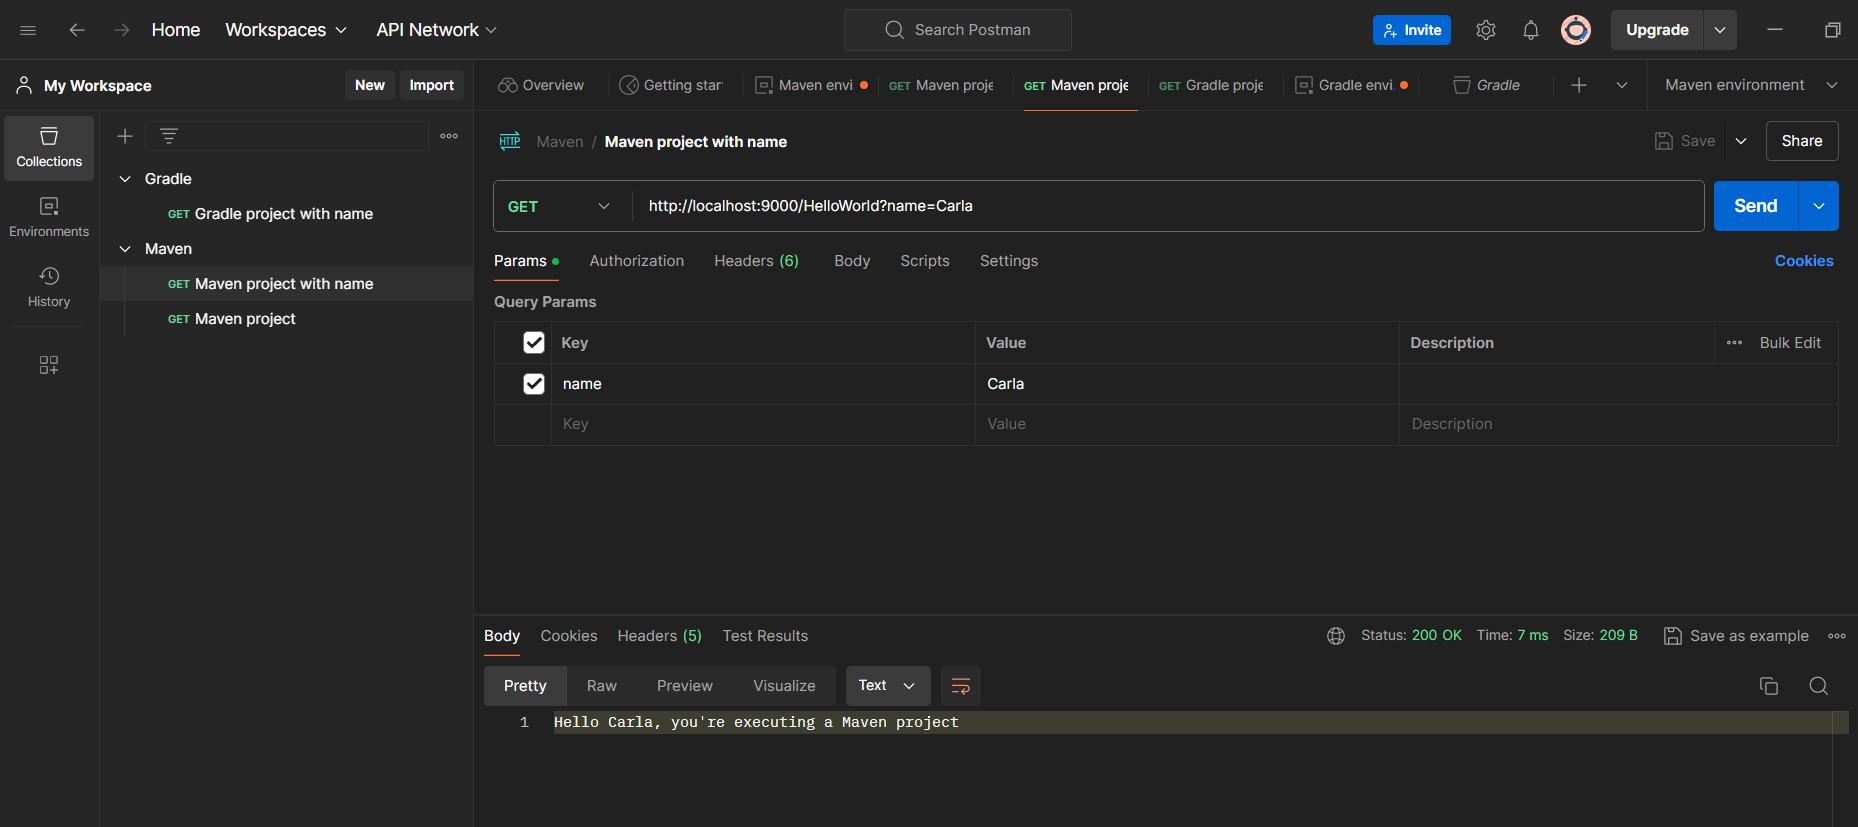 Home Workspaces API Network Search Postman Invite Upgrade
My Workspace New Import Overview Getting star Maven envi Maven proje Maven proje Gradle proje Gradle envi. Gradle Maven environment
GET GET GET
Collections
Environments
History
Gradle
GET Gradle project with name
Maven
GET Maven project with name
GET Maven project
HTTP Maven / Maven project with name Save Share
GET http://localhost:9000/HelloWorld?name=Carla Send
Params Authorization Headers (6) Body Scripts Settings Cookies
Query Params
Key Value Description Bulk Edit
name Carla
Key Value Description
Body Cookies Headers (5) Test Results Status: 200 OK Time: 7 ms Size: 209 B Save as example
Pretty Raw Preview Visualize Text
1 Hello Carla, you're executing a Maven project